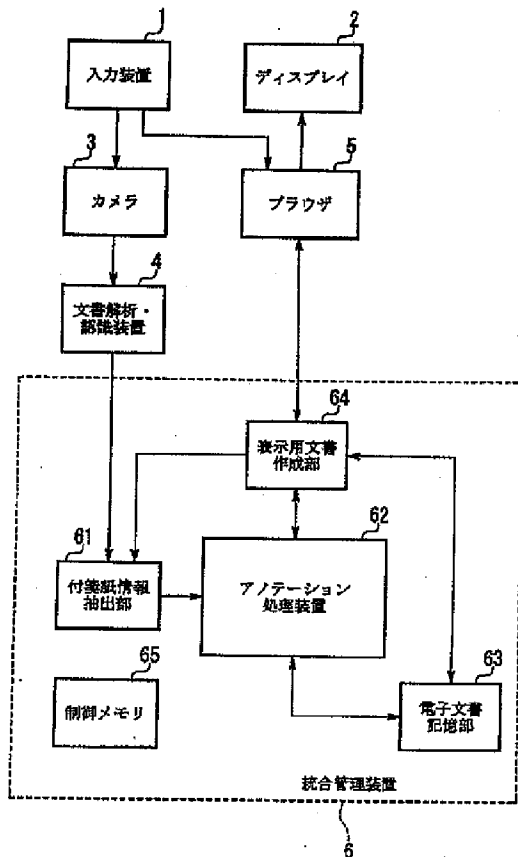 1
入力装置
2
ディスプレイ
3
カメラ
5
ブラウザ
4
文書解析・
認識装置
64
表示用文書
作成部
61
付箋紙情報
抽出部
62
アノテーション
処理装置
65
制御メモリ
63
電子文書
記憶部
統合管理装置
6